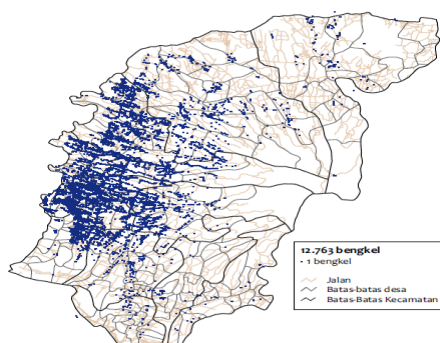 12.763 bengkel
• 1 bengkel
Jalan
Batas-batas desa
Batas-Batas Kecamatan